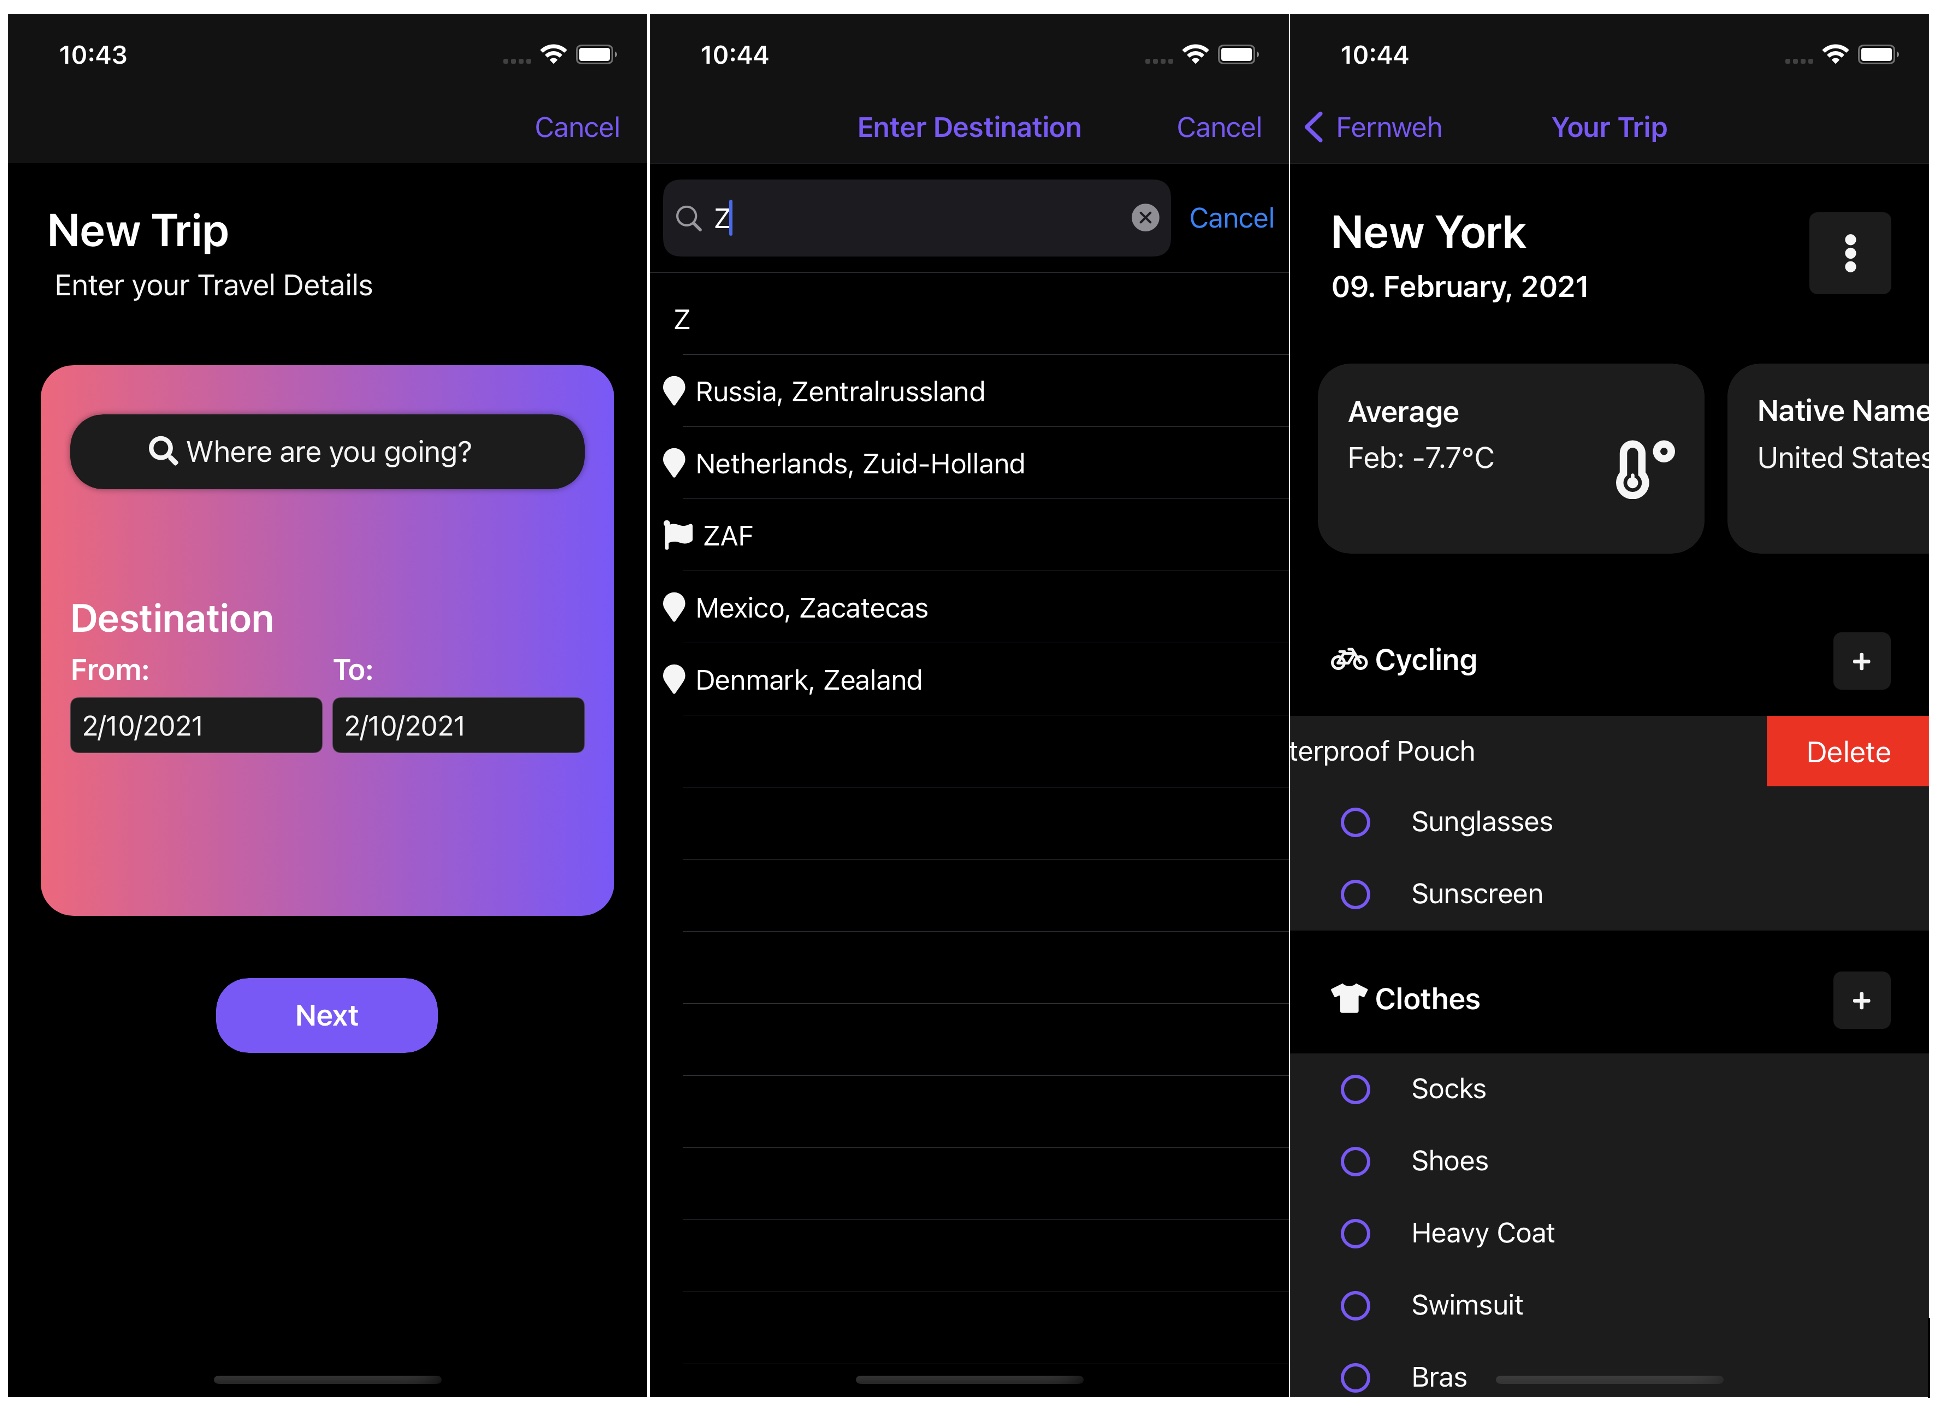 10:43
Cancel
New Trip
Enter your Travel Details
Where are you going?
Destination
From: To:
2/10/2021 2/10/2021
Next
10:44
Enter Destination Cancel
Z Cancel
Z
Russia, Zentralrussland
Netherlands, Zuid-Holland
ZAF
Mexico, Zacatecas
Denmark, Zealand
10:44
Fernweh Your Trip
New York
09. February, 2021
Average
Feb: -7.7°C
Native Name
United States
Cycling +
terproof Pouch Delete
Sunglasses
Sunscreen
Clothes +
Socks
Shoes
Heavy Coat
Swimsuit
Bras